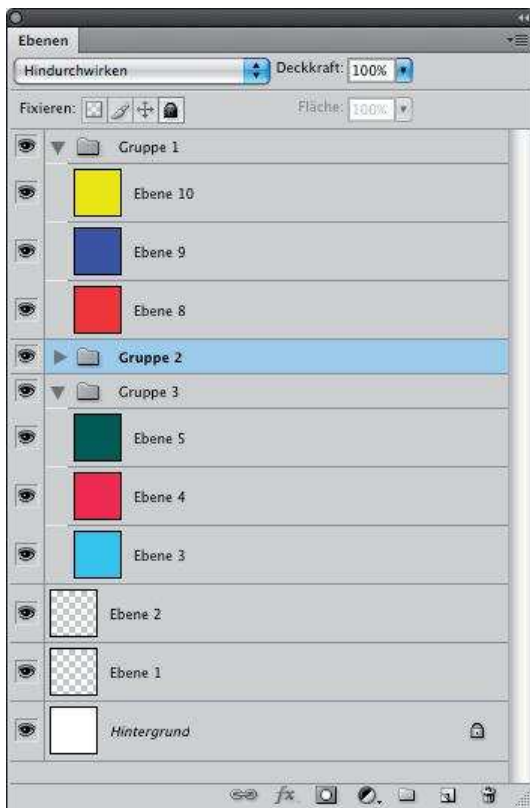 Ebenen
Hindurchwirken Deckkraft: 100%
Fixieren: Fläche: 100%
Gruppe 1
Ebene 10
Ebene 9
Ebene 8
Gruppe 2
Gruppe 3
Ebene 5
Ebene 4
Ebene 3
Ebene 2
Ebene 1
Hintergrund
fx